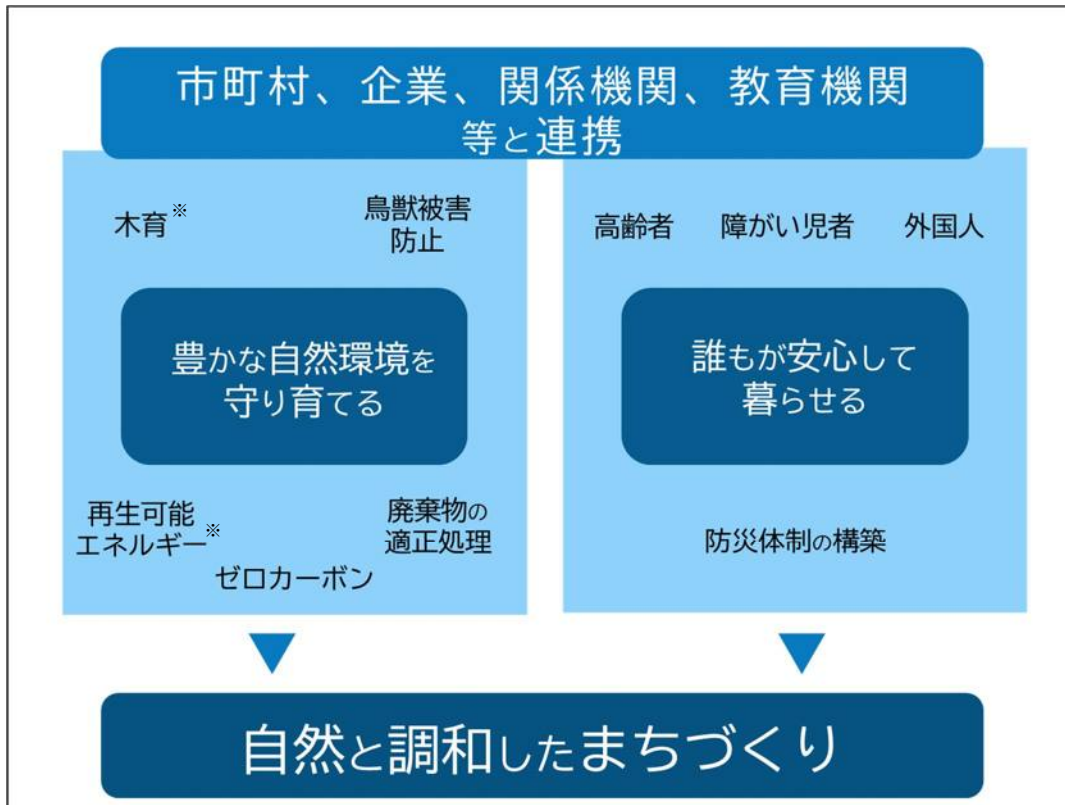 市町村、企業、関係機関、教育機関
等と連携
木育※
鳥獣被害
防止
豊かな自然環境を
守り育てる
再生可能
エネルギー※
ゼロカーボン
廃棄物の
適正処理
高齢者
障がい児者
外国人
誰もが安心して
暮らせる
防災体制の構築
自然と調和したまちづくり